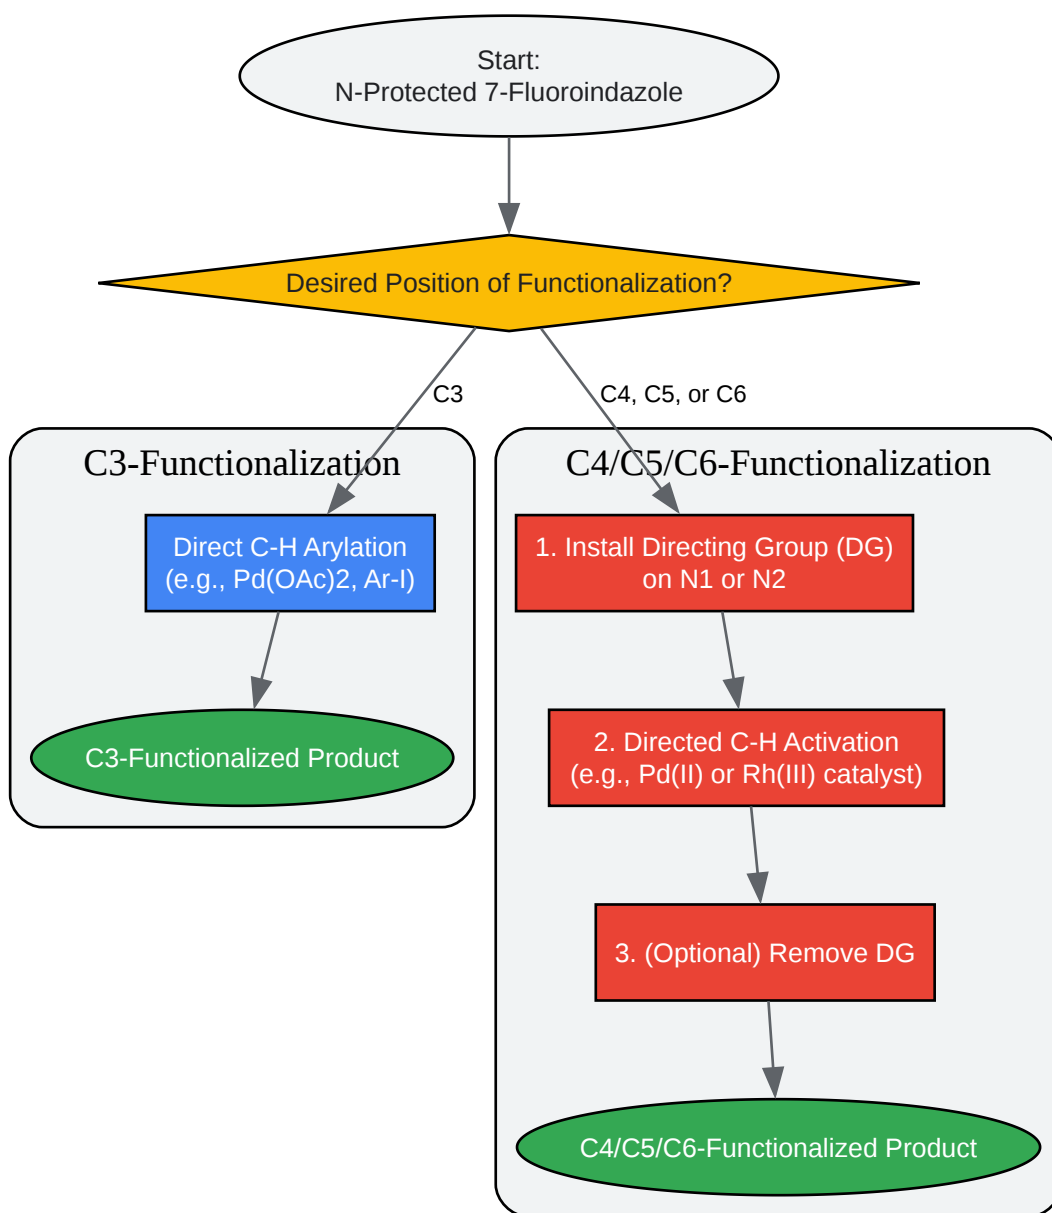 Start:
N-Protected 7-Fluoroindazole
Desired Position of Functionalization?
C3
C4, C5, or C6
C3-Functionalization
Direct C-H Arylation
(e.g., Pd(OAc)2, Ar-I)
C3-Functionalized Product
C4/C5/C6-Functionalization
1. Install Directing Group (DG)
on N1 or N2
2. Directed C-H Activation
(e.g., Pd(II) or Rh(III) catalyst)
3. (Optional) Remove DG
C4/C5/C6-Functionalized Product